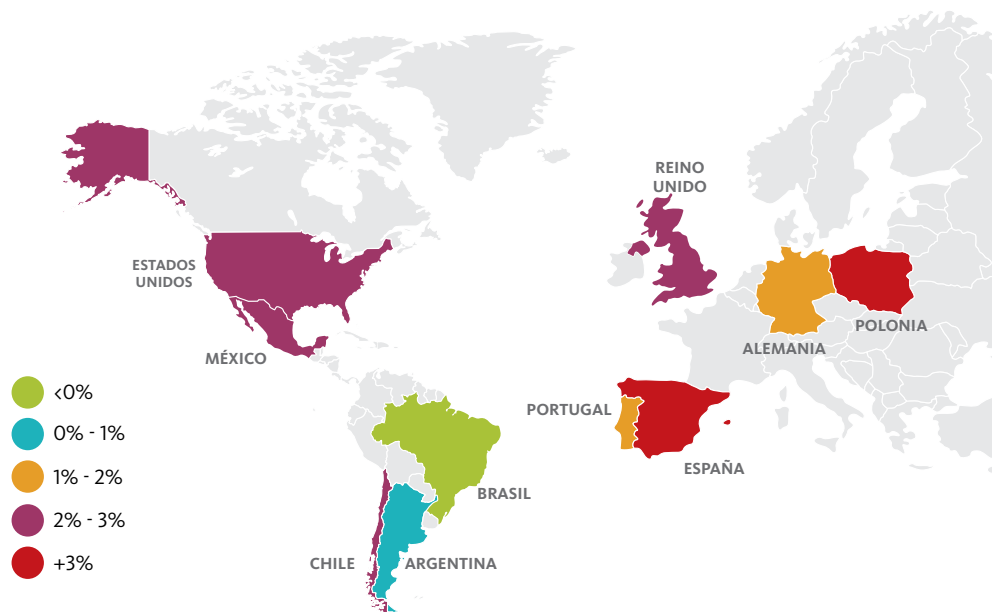 REINO
UNIDO
ESTADOS
UNIDOS
POLONIA
ALEMANIA
MÉXICO
<0%
PORTUGAL
0% - 1%
ESPAÑA
1% - 2%
BRASIL
2% - 3%
CHILE
ARGENTINA
+3%